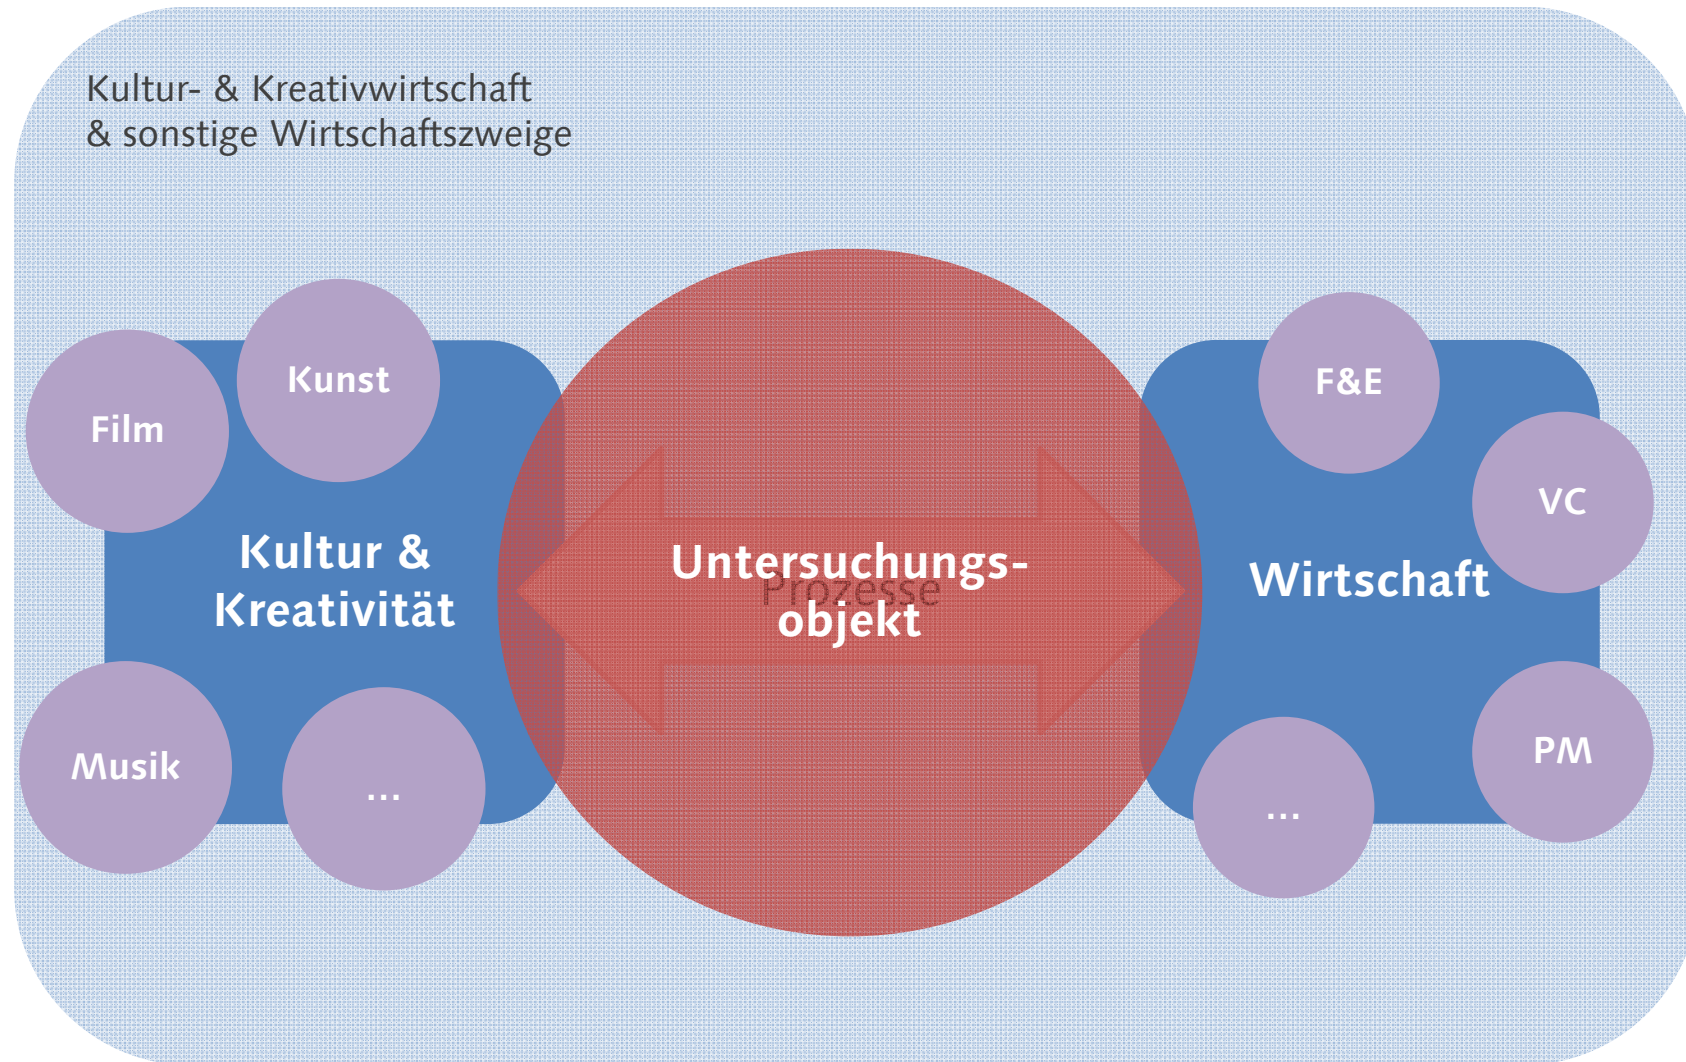 Kultur- & Kreativwirtschaft
& sonstige Wirtschaftszweige
Kunst
Film
F&E
VC
Kultur &
Kreativität
Untersuchungs-
objekt
Prozesse
Wirtschaft
Musik
...
PM
...